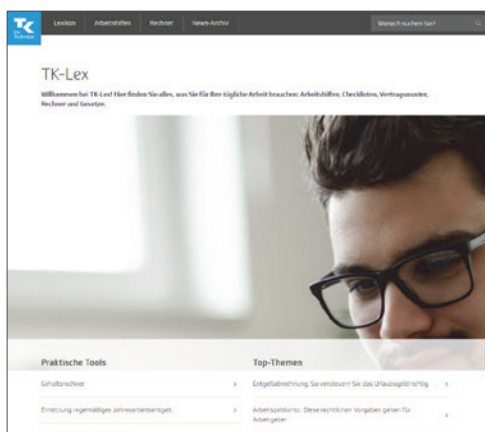 TK
Die
Techniker
Lexikon Arbeitshilfen Rechner News-Archiv
Wonach suchen Sie?
TK-Lex
Willkommen bei TK-Lex! Hier finden Sie alles, was Sie für Ihre tägliche Arbeit brauchen: Arbeitshilfen, Checklisten, Vertragsmuster,
Rechner und Gesetze.
Praktische Tools
Gehaltsrechner
Ermittlung regelmäßiges Jahresarbeitsentgelt
Top-Themen
Entgeltabrechnung: So versteuern Sie das Urlaubsgeld richtig
Arbeitszeitkonto: Diese rechtlichen Vorgaben gelten für
Arbeitgeber